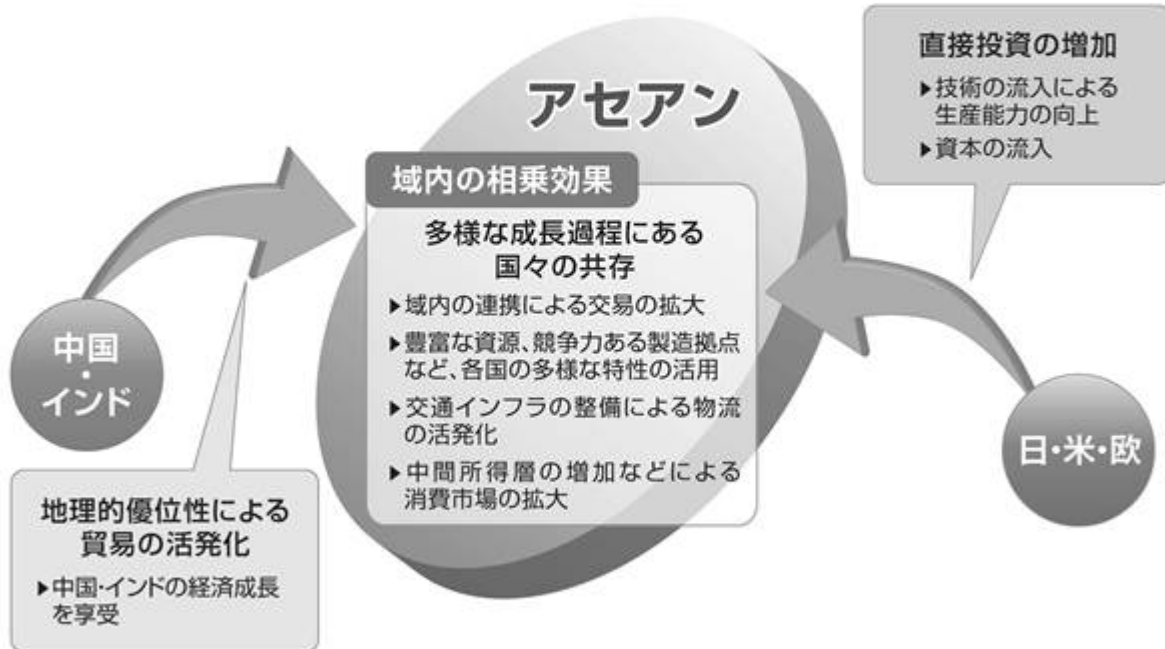 アセアン
域内の相乗効果
多様な成長過程にある
国々の共存
▶域内の連携による交易の拡大
▶豊富な資源、競争力ある製造拠点
など、各国の多様な特性の活用
▶交通インフラの整備による物流
の活発化
▶中間所得層の増加などによる
消費市場の拡大
直接投資の増加
▶技術の流入による
生産能力の向上
▶資本の流入
中国
・
インド
日・米・欧
地理的優位性による
貿易の活発化
▶中国・インドの経済成長
を享受